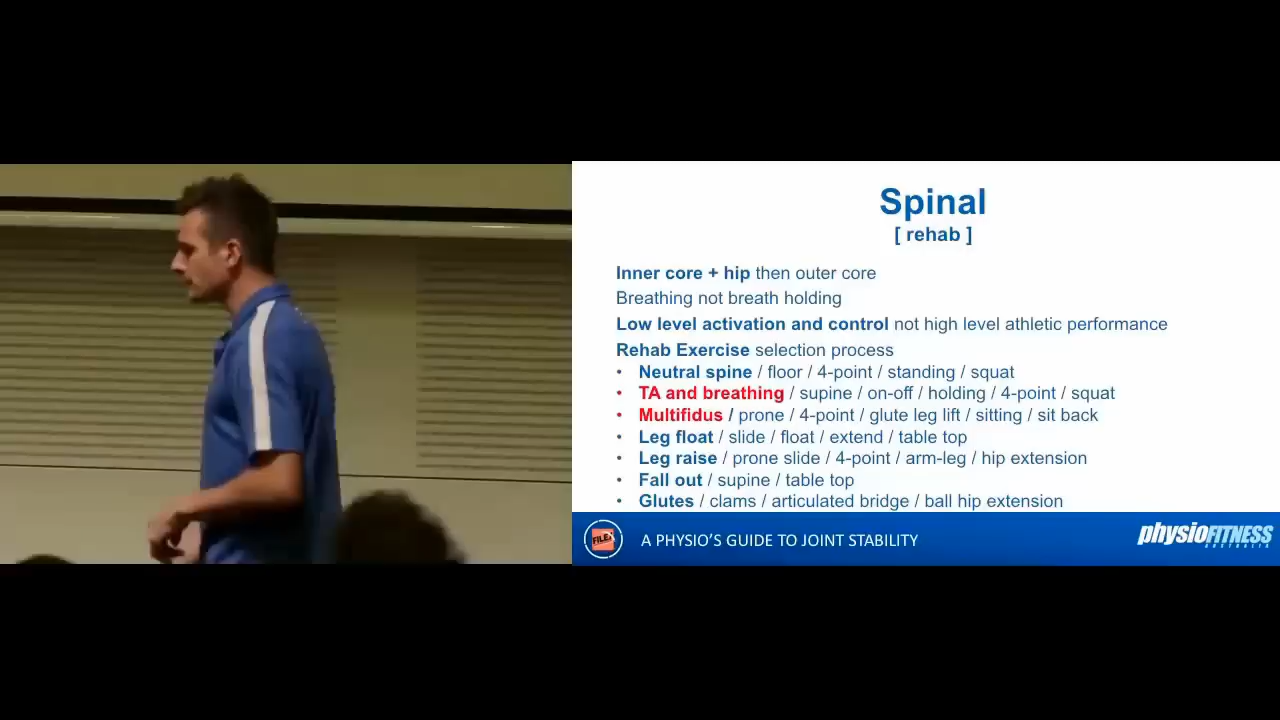 Spinal
[ rehab ]
Inner core + hip then outer core
Breathing not breath holding
Low level activation and control not high level athletic performance
Rehab Exercise selection process
• Neutral spine / floor / 4-point / standing / squat
• TA and breathing / supine / on-off / holding / 4-point / squat
• Multifidus / prone / 4-point / glute leg lift / sitting / sit back
• Leg float / slide / float / extend / table top
• Leg raise / prone slide / 4-point / arm-leg / hip extension
• Fall out / supine / table top
• Glutes / clams / articulated bridge / ball hip extension
FILEX
A PHYSIO'S GUIDE TO JOINT STABILITY
physioFITNESS
AUSTRALIA